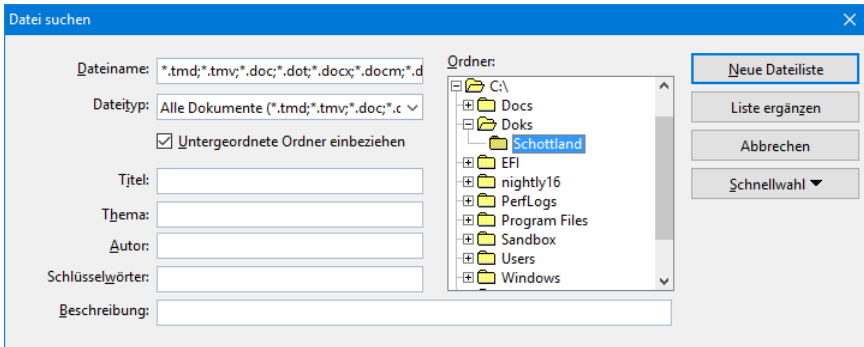 Datei suchen
Dateiname: *.tmd;*.tmv;*.doc;*.dot;*.docx;*.docm;*.d
Dateityp: Alle Dokumente (*.tmd;*.tmv;*.doc;*.c
Untergeordnete Ordner einbeziehen
Titel:
Thema:
Autor:
Schlüsselwörter:
Beschreibung:
Ordner:
C:\
Docs
Doks
Schottland
EFI
nightly16
PerfLogs
Program Files
Sandbox
Users
Windows
Neue Dateiliste
Liste ergänzen
Abbrechen
Schnellwahl